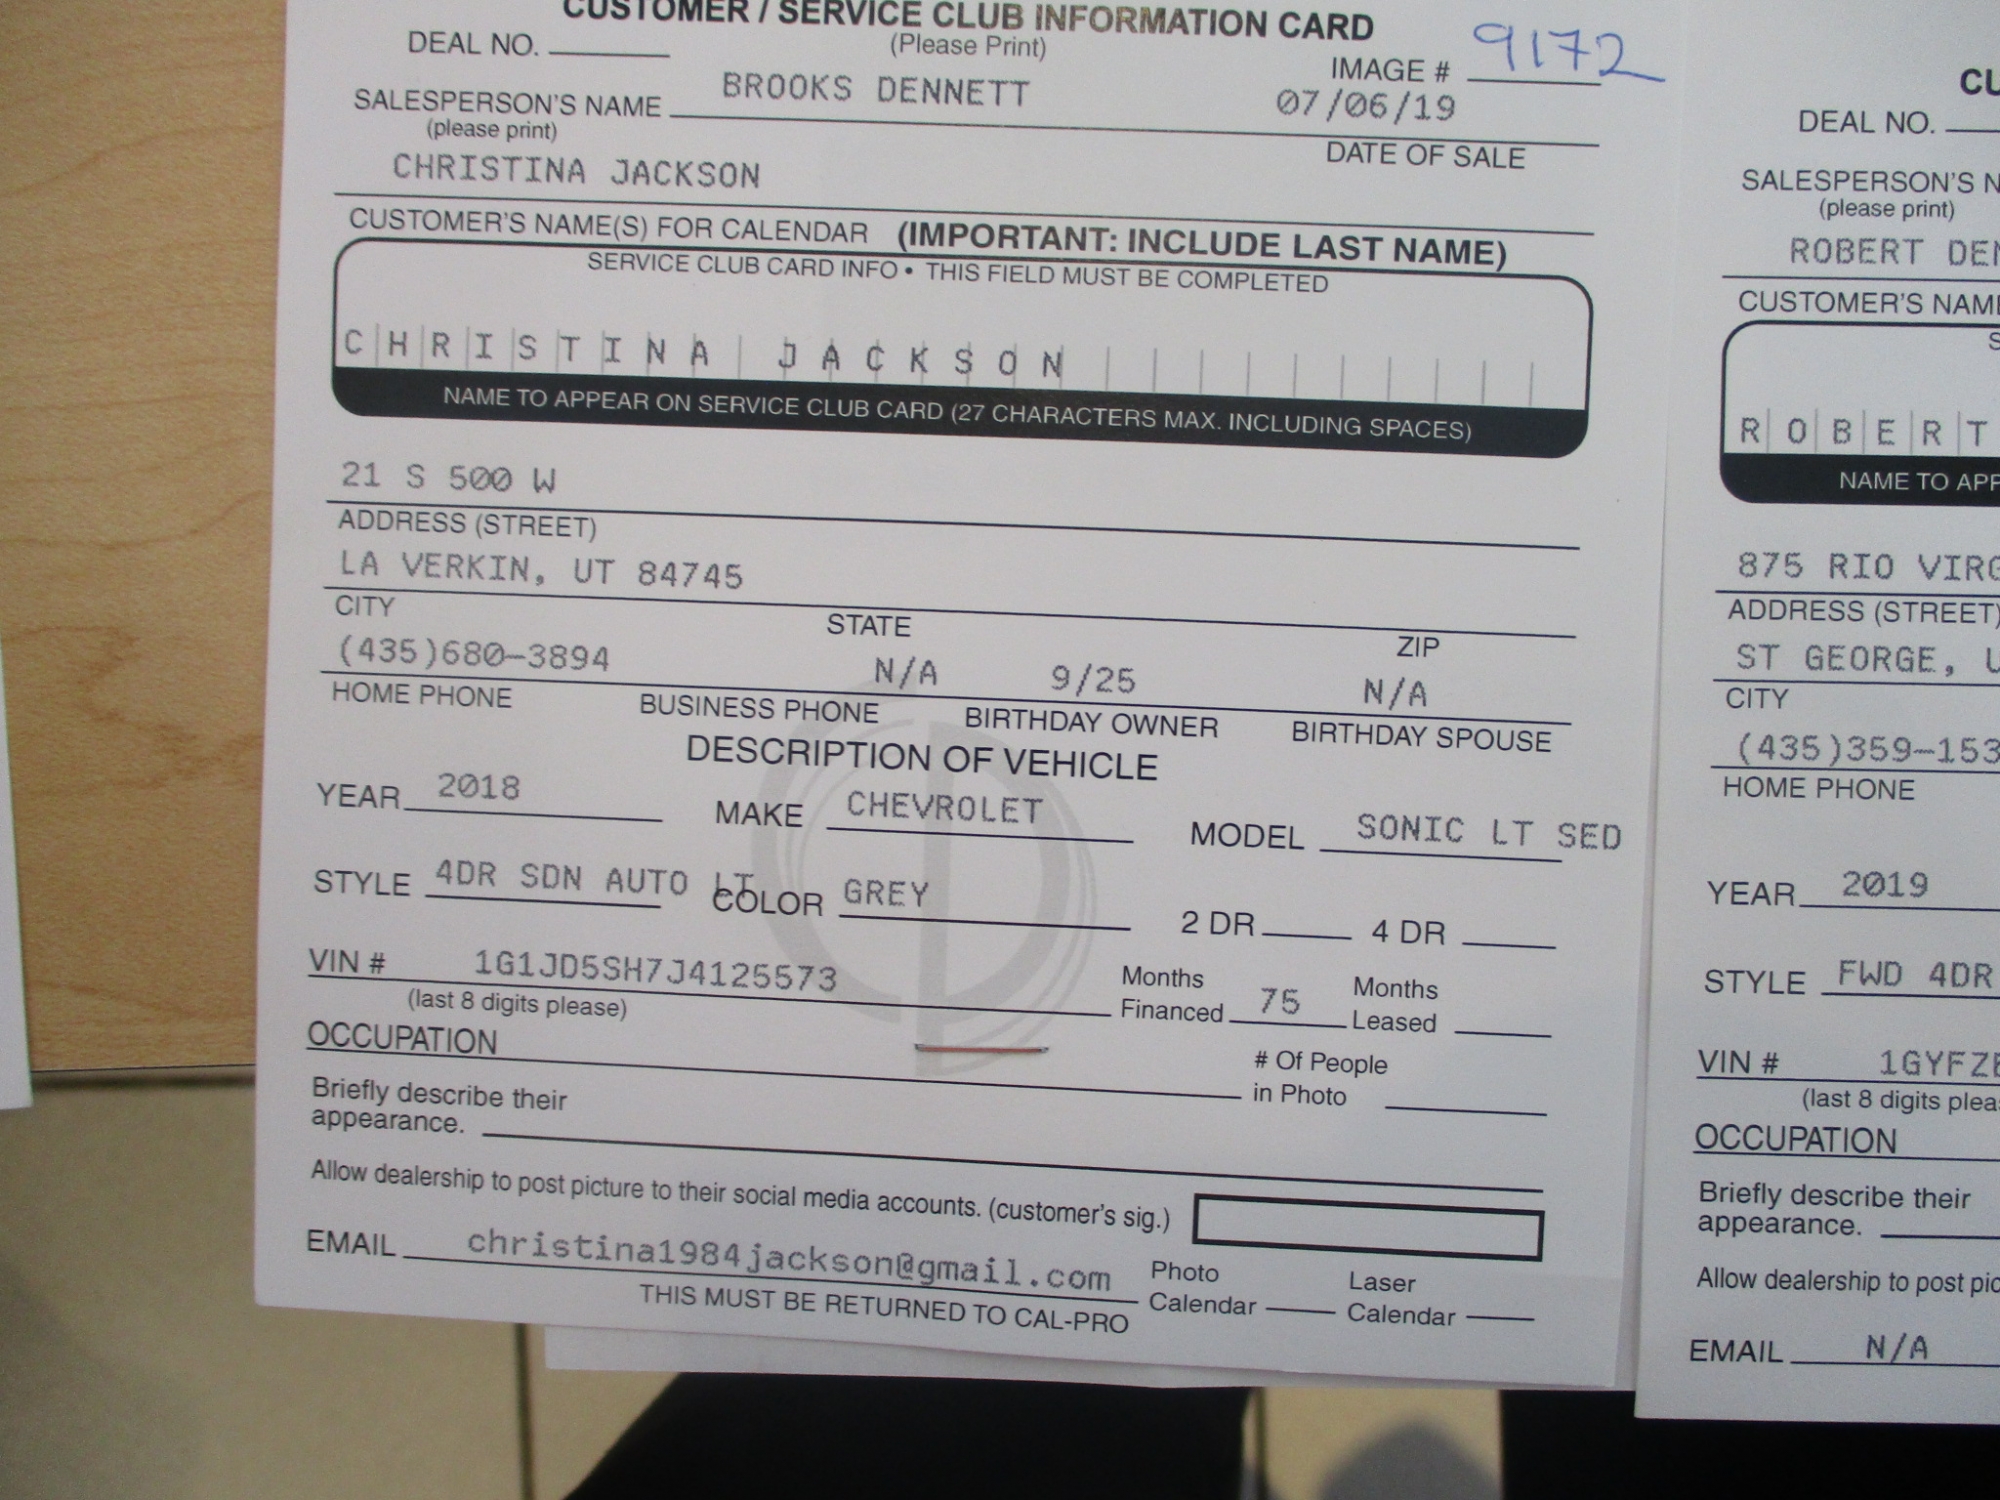 CUSTOMER / SERVICE CLUB INFORMATION CARD
(Please Print)
DEAL NO.
IMAGE # 9172
SALESPERSON'S NAME BROOKS DENNETT 07/06/19
(please print)
DATE OF SALE
CHRISTINA JACKSON
CUSTOMER'S NAME(S) FOR CALENDAR (IMPORTANT: INCLUDE LAST NAME)
SERVICE CLUB CARD INFO • THIS FIELD MUST BE COMPLETED
CHRISTINA JACKSON
NAME TO APPEAR ON SERVICE CLUB CARD (27 CHARACTERS MAX. INCLUDING SPACES)
21 S 500 W
ADDRESS (STREET)
LA VERKIN, UT 84745
CITY STATE ZIP
(435)680-3894 N/A 9/25 N/A
HOME PHONE BUSINESS PHONE BIRTHDAY OWNER BIRTHDAY SPOUSE
DESCRIPTION OF VEHICLE
YEAR 2018 MAKE CHEVROLET MODEL SONIC LT SED
STYLE 4DR SDN AUTO LT COLOR GREY 2 DR 4 DR
VIN # 1G1JD5SH7J4125573
(last 8 digits please)
Months Financed 75 Months Leased
OCCUPATION
# Of People in Photo
Briefly describe their
appearance.
Allow dealership to post picture to their social media accounts. (customer's sig.)
EMAIL christina1984jackson@gmail.com
Photo Calendar Laser Calendar
THIS MUST BE RETURNED TO CAL-PRO
DEAL NO.
SALESPERSON'S
(please print)
ROBERT
CUSTOMER'S
ROBERT
NAME TO
875 RIO
ADDRESS (STREET)
ST GEORGE,
CITY
(435)359-153
HOME PHONE
YEAR 2019
STYLE FWD 4DR
VIN # 1GYFZ
(last 8 digits
OCCUPATION
Briefly describe their
appearance.
Allow dealership to post
EMAIL N/A